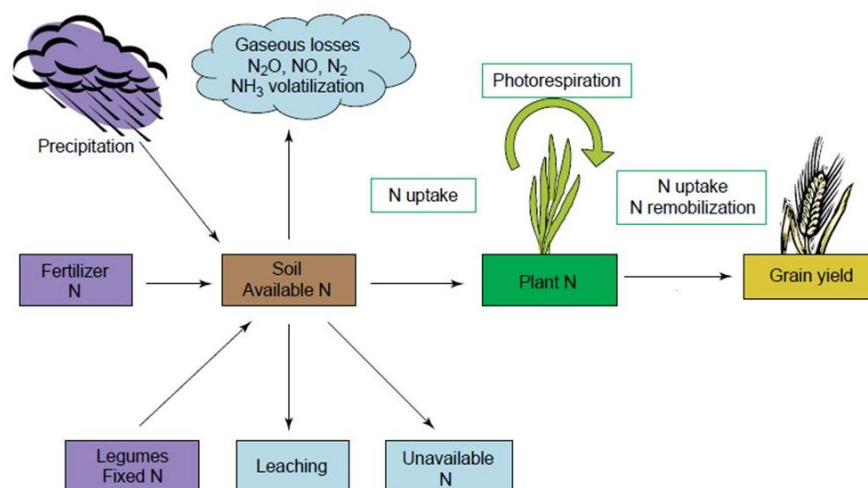 Gaseous losses
N₂O, NO, N₂
NH₃ volatilization
Photorespiration
Precipitation
N uptake
N uptake
N remobilization
Fertilizer
N
Soil
Available N
Plant N
Grain yield
Legumes
Fixed N
Leaching
Unavailable
N